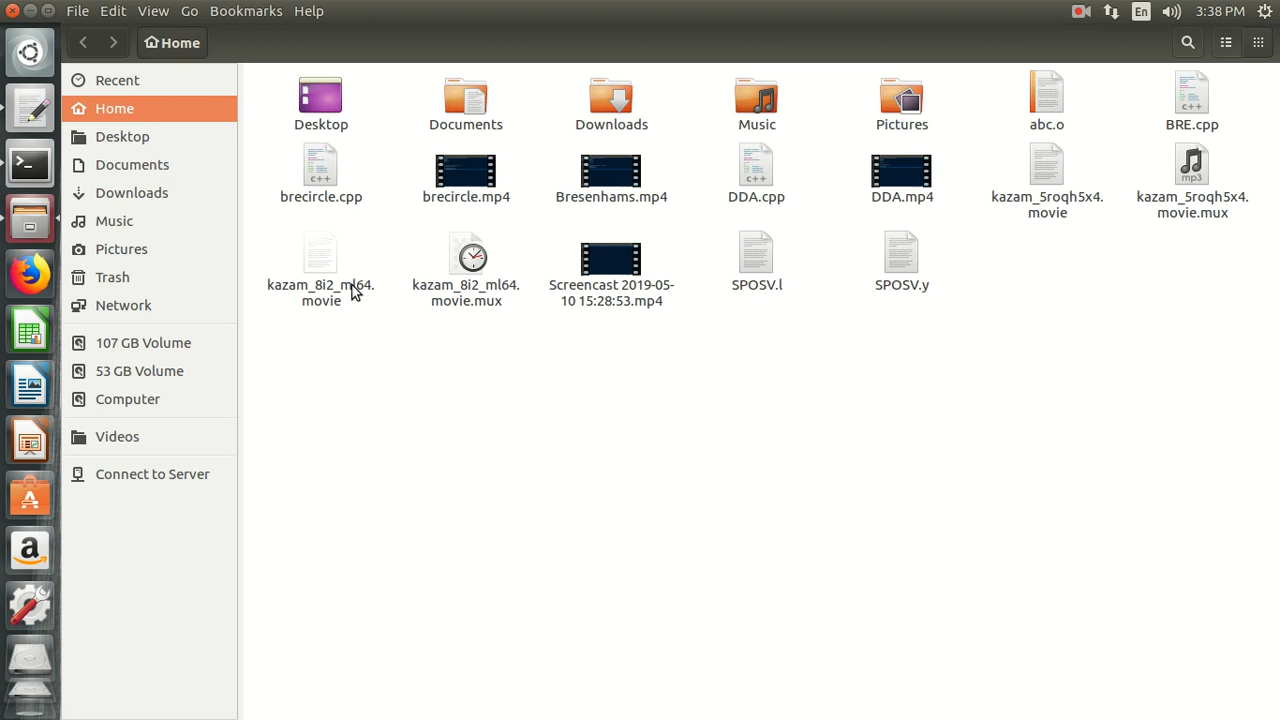 File Edit View Go Bookmarks Help
En 3:38 PM
Home
Recent
Home
Desktop
Documents
Downloads
Music
Pictures
Trash
Network
107 GB Volume
53 GB Volume
Computer
Videos
Connect to Server
Desktop Documents Downloads Music Pictures abc.o BRE.cpp
C++
C++ C++ mp3
brecircle.cpp brecircle.mp4 Bresenhams.mp4 DDA.cpp DDA.mp4 kazam_5roqh5x4. kazam_5roqh5x4.
movie movie.mux
kazam_8i2_ml64. kazam_8i2_ml64. Screencast 2019-05- SPOSV.l SPOSV.y
movie movie.mux 10 15:28:53.mp4